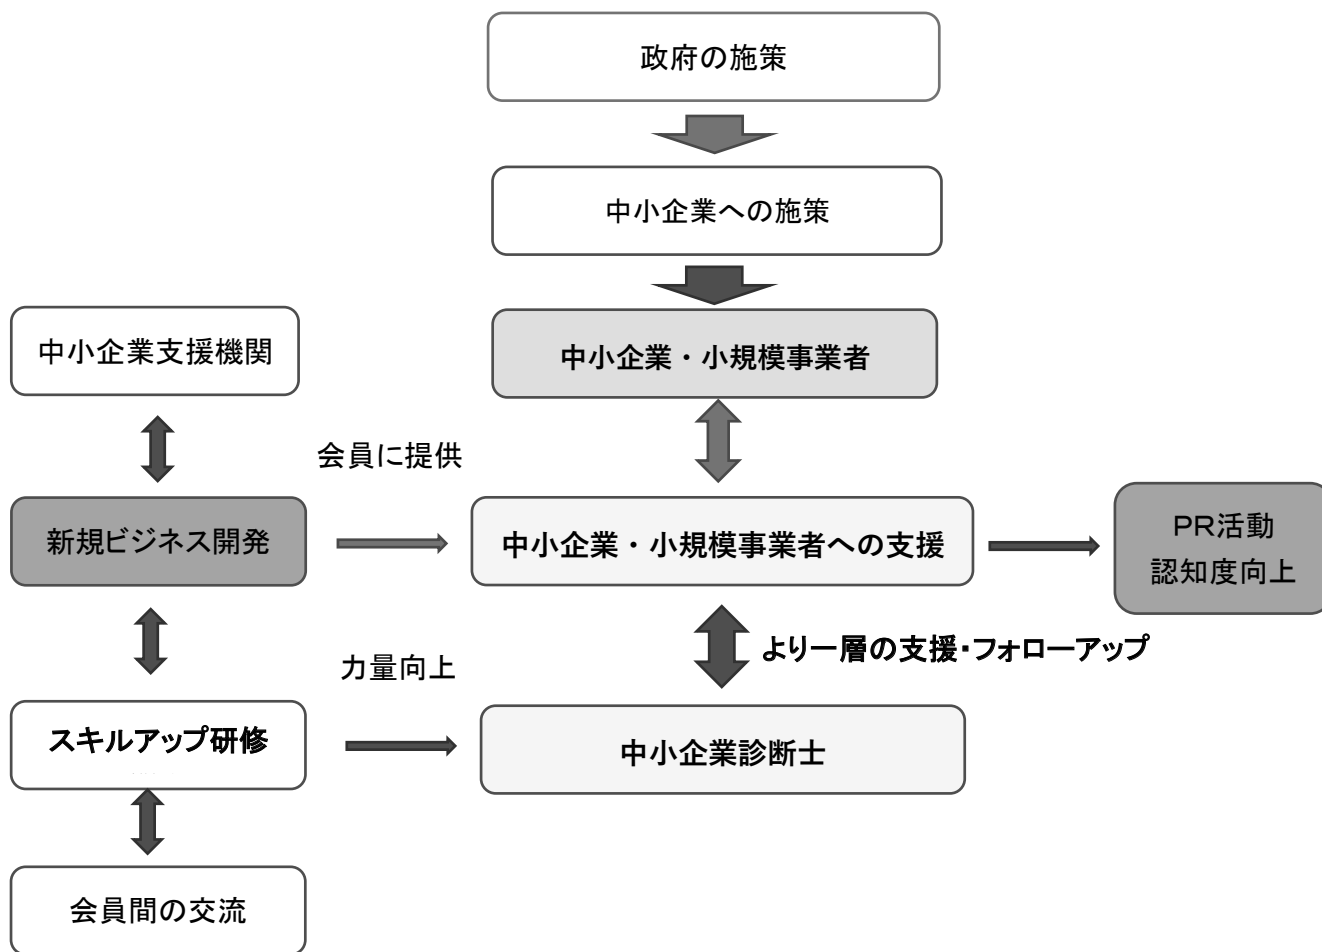 政府の施策
中小企業への施策
中小企業・小規模事業者
中小企業支援機関
会員に提供
新規ビジネス開発
中小企業・小規模事業者への支援
PR活動
認知度向上
より一層の支援・フォローアップ
力量向上
スキルアップ研修
中小企業診断士
会員間の交流